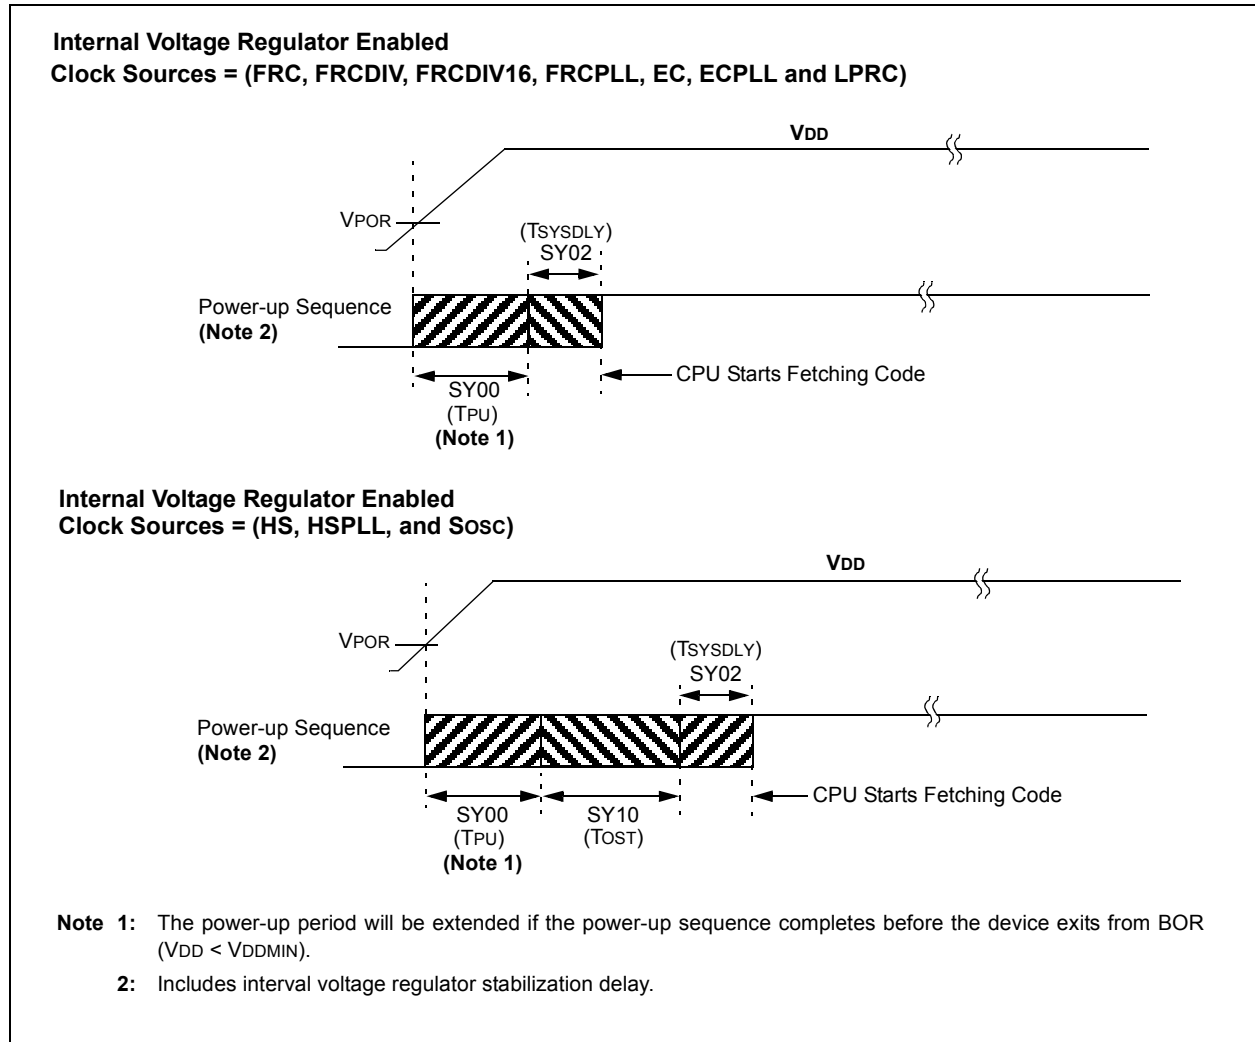 Internal Voltage Regulator Enabled
Clock Sources = (FRC, FRCDIV, FRCDIV16, FRCPLL, EC, ECPLL and LPRC)
VDD
VPOR
(TSYSDLY)
SY02
Power-up Sequence
(Note 2)
CPU Starts Fetching Code
SY00
(TPU)
(Note 1)
Internal Voltage Regulator Enabled
Clock Sources = (HS, HSPLL, and SOSC)
VDD
VPOR
(TSYSDLY)
SY02
Power-up Sequence
(Note 2)
CPU Starts Fetching Code
SY00
(TPU)
(Note 1)
SY10
(TOST)
Note 1: The power-up period will be extended if the power-up sequence completes before the device exits from BOR
(VDD < VDDMIN).
2: Includes interval voltage regulator stabilization delay.